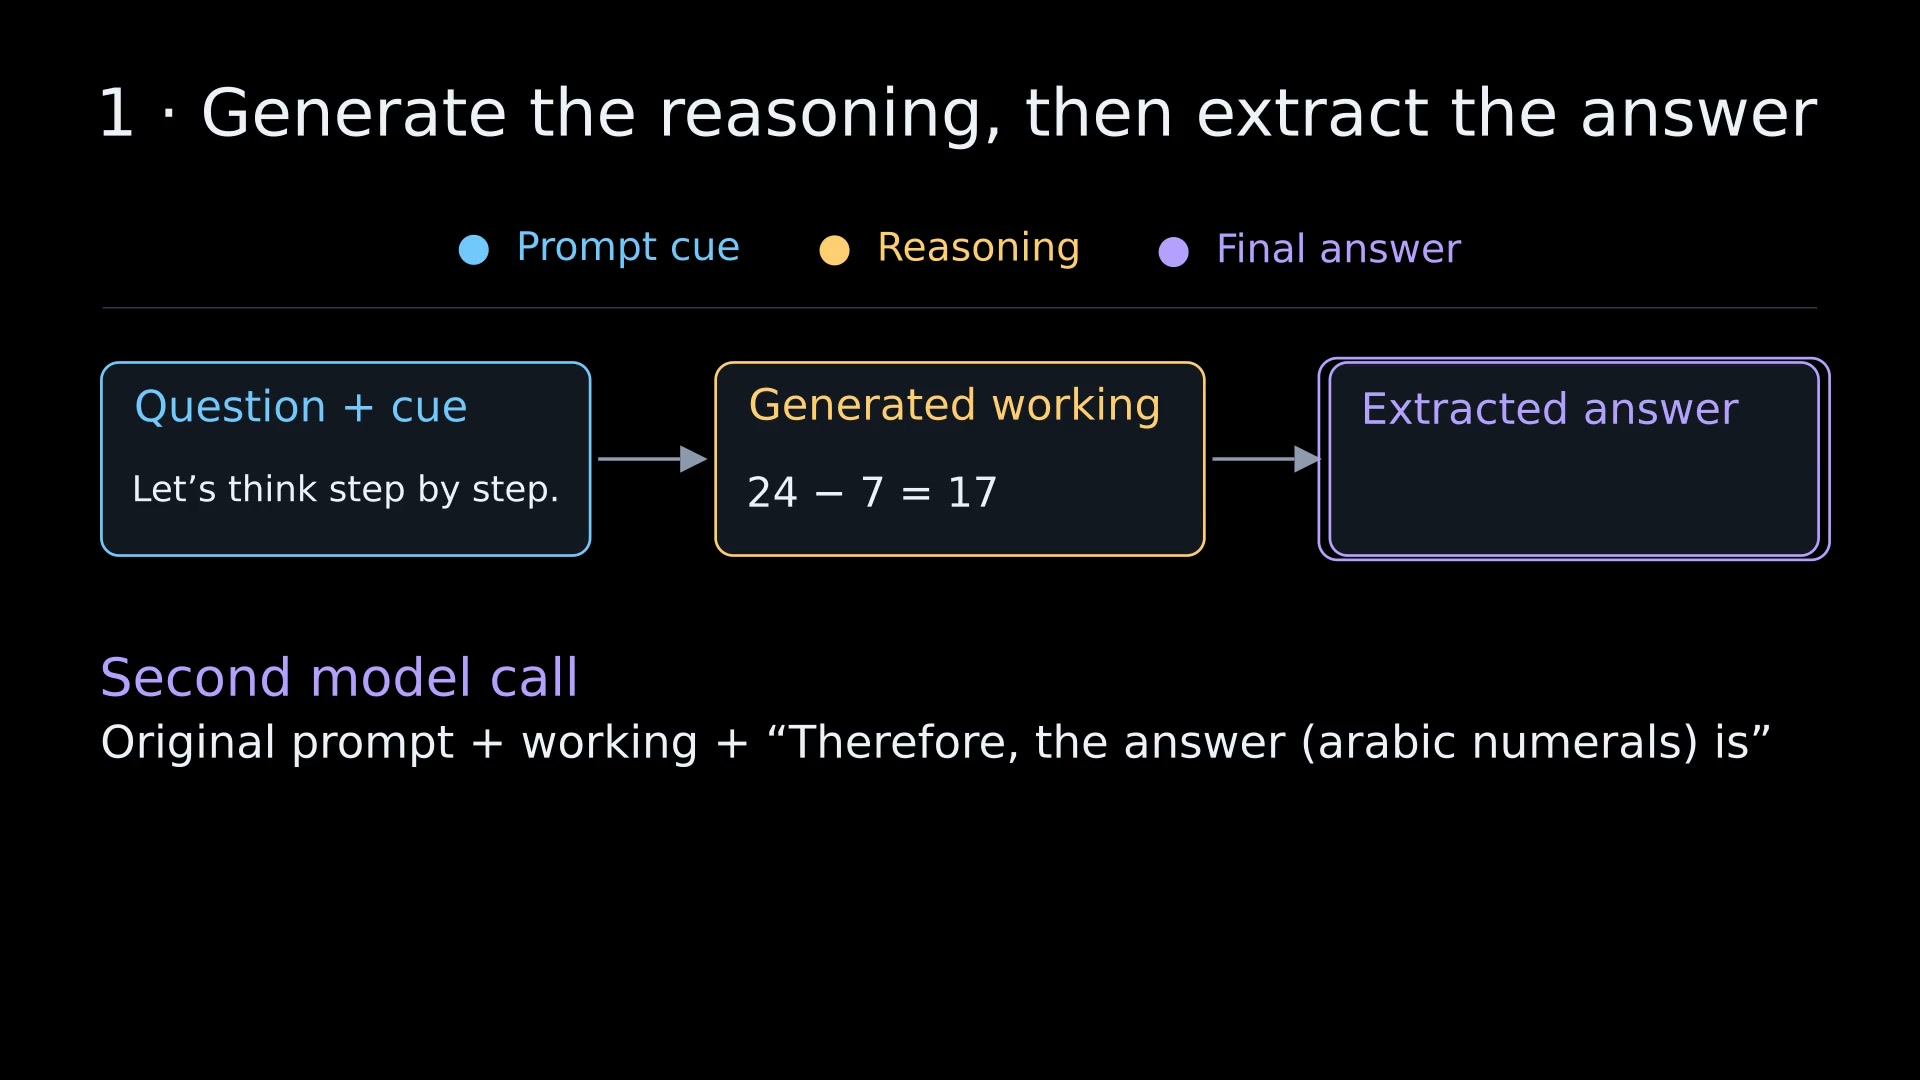 1 · Generate the reasoning, then extract the answer
Prompt cue
Reasoning
Final answer
Question + cue
Let’s think step by step.
Generated working
24 − 7 = 17
Extracted answer
Second model call
Original prompt + working + “Therefore, the answer (arabic numerals) is”